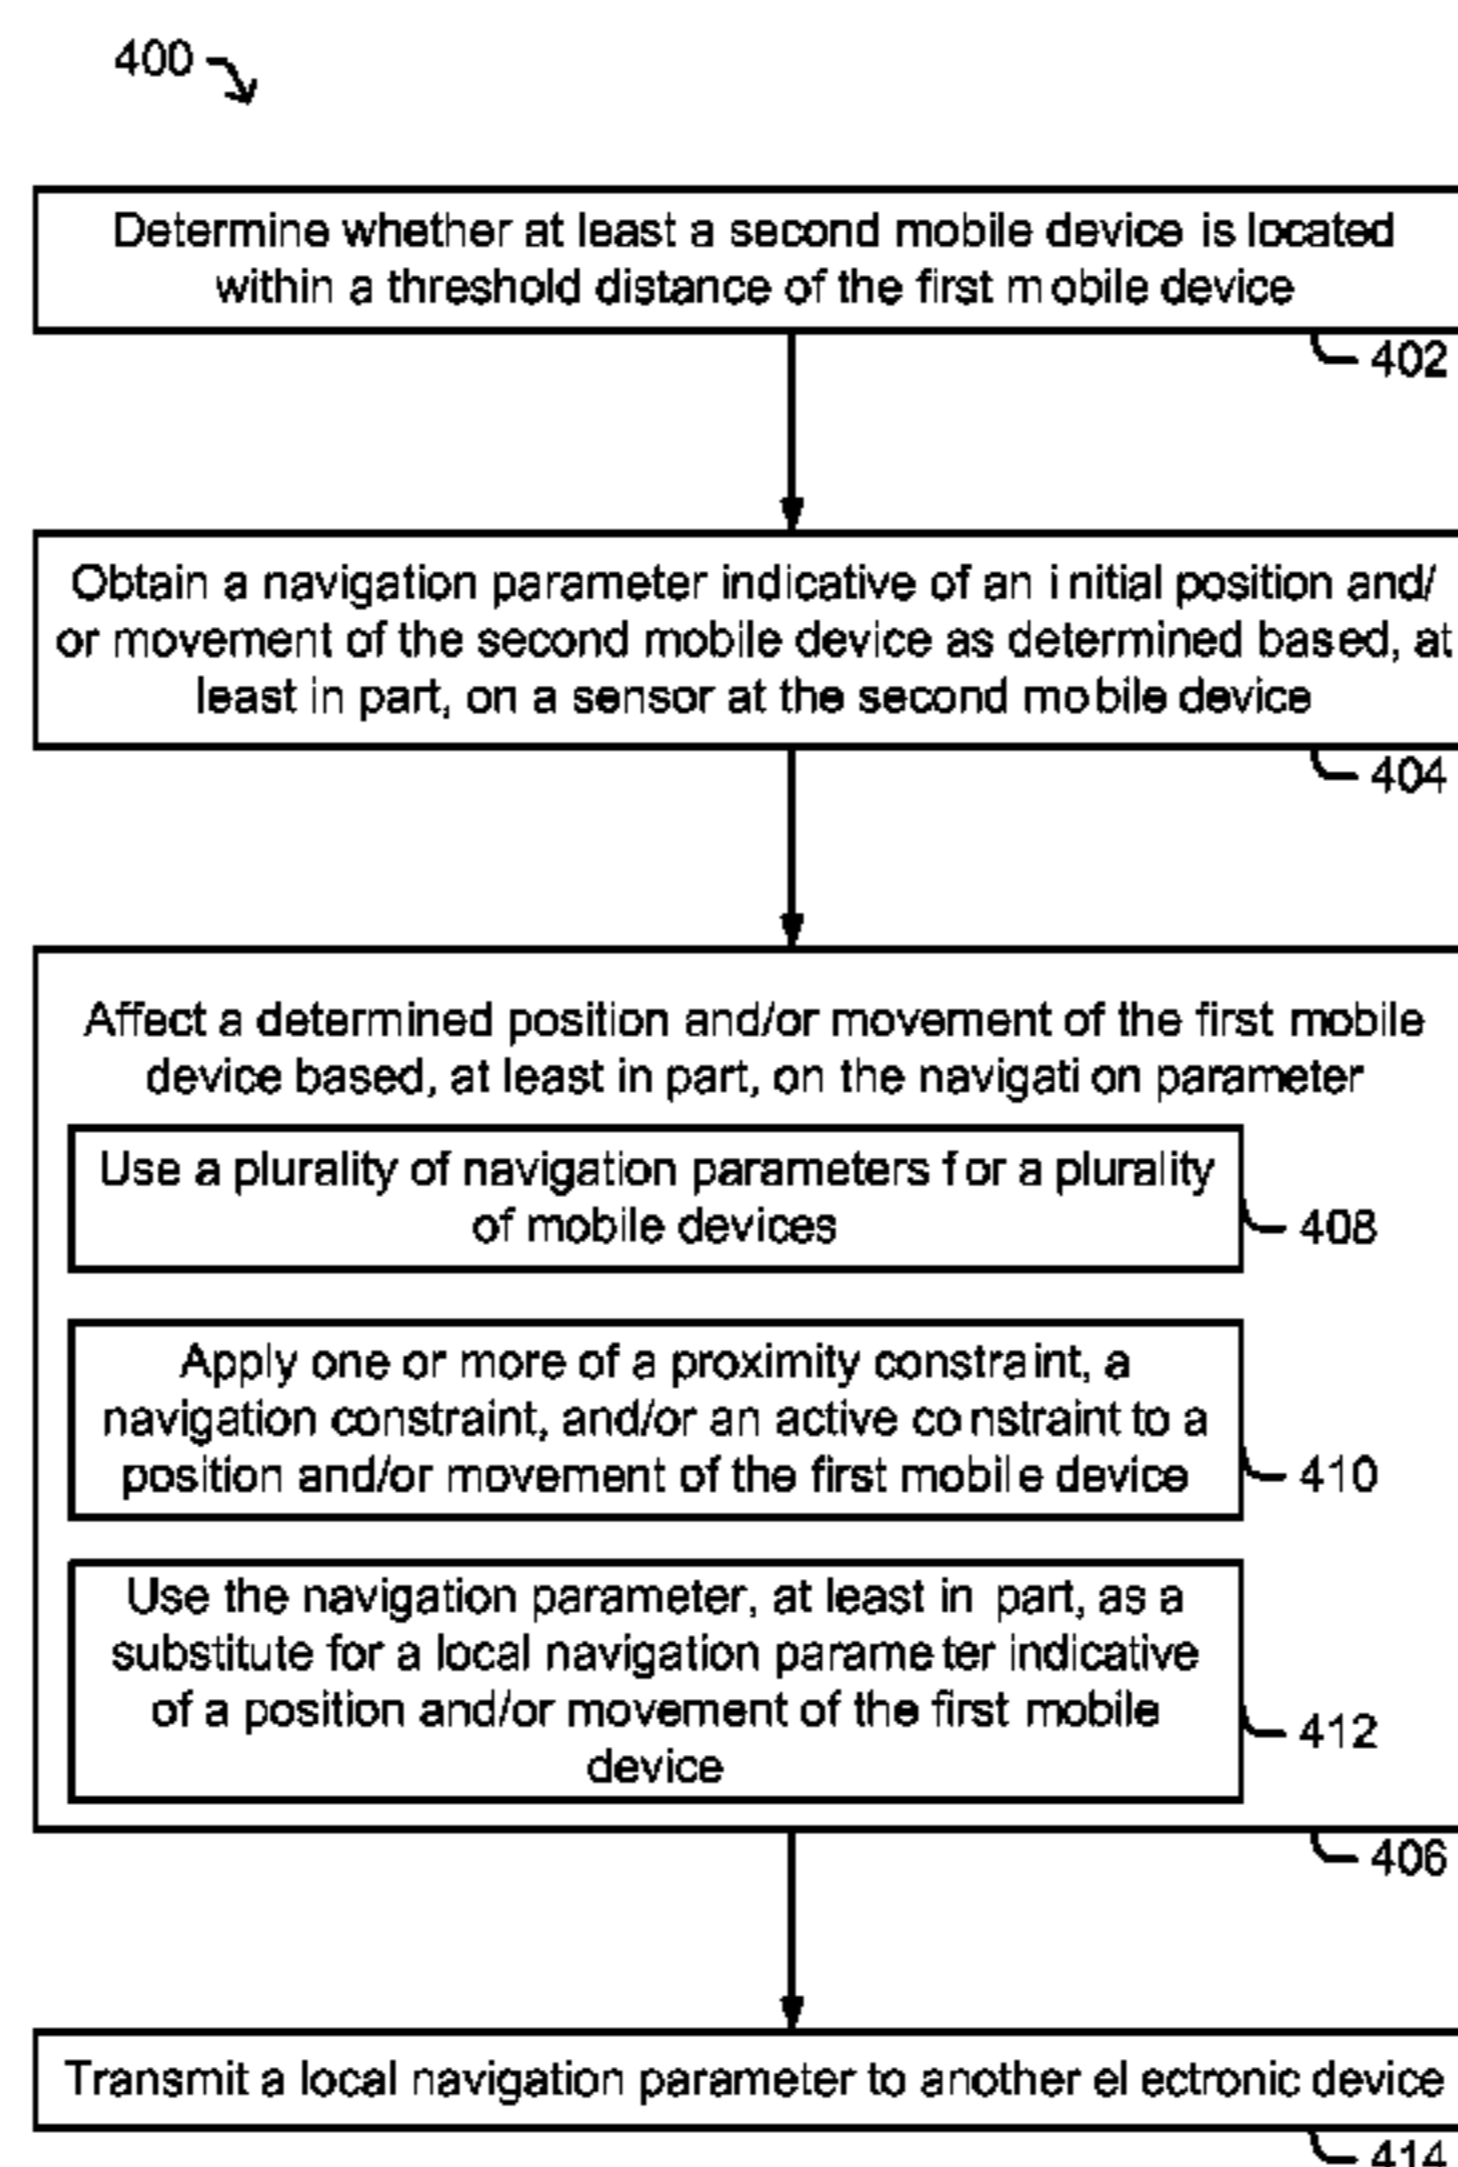 400
Determine whether at least a second mobile device is located
within a threshold distance of the first mobile device
402
Obtain a navigation parameter indicative of an initial position and/
or movement of the second mobile device as determined based, at
least in part, on a sensor at the second mobile device
404
Affect a determined position and/or movement of the first mobile
device based, at least in part, on the navigation parameter
Use a plurality of navigation parameters for a plurality
of mobile devices
408
Apply one or more of a proximity constraint, a
navigation constraint, and/or an active constraint to a
position and/or movement of the first mobile device
410
Use the navigation parameter, at least in part, as a
substitute for a local navigation parameter indicative
of a position and/or movement of the first mobile
device
412
406
Transmit a local navigation parameter to another electronic device
414